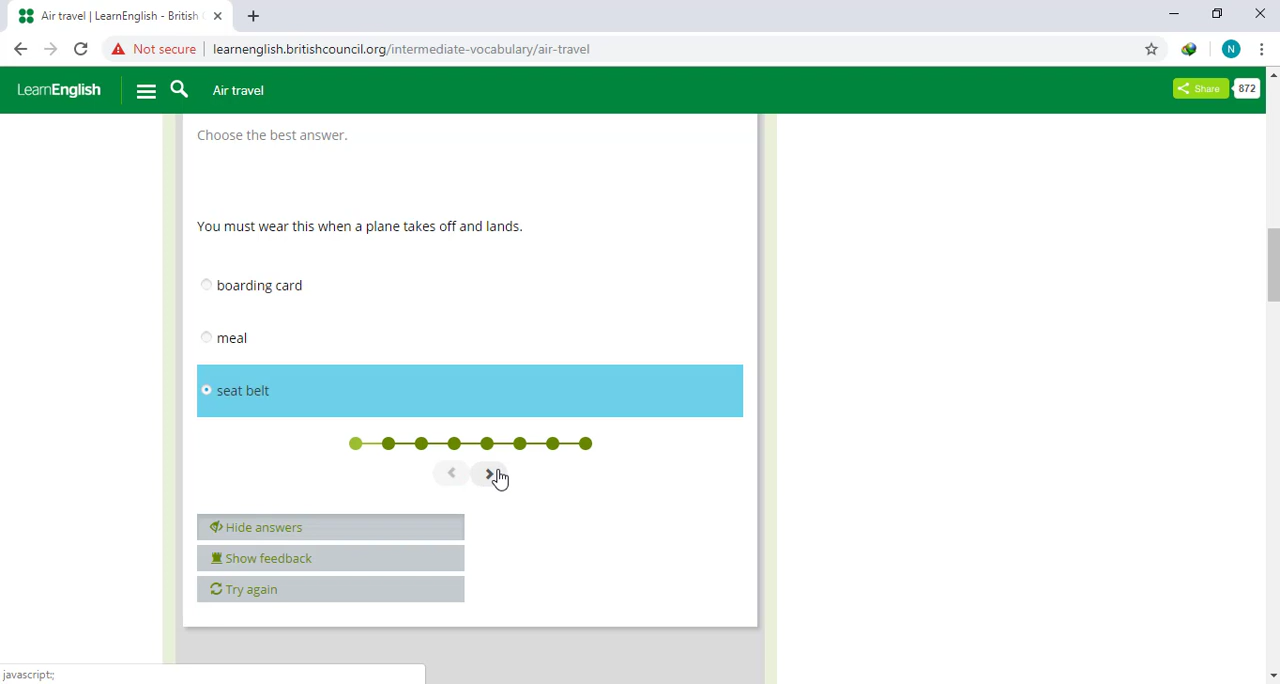 Air travel | LearnEnglish - British
Not secure learnenglish.britishcouncil.org/intermediate-vocabulary/air-travel
N
LearnEnglish Air travel Share 872
Choose the best answer.
You must wear this when a plane takes off and lands.
boarding card
meal
seat belt
Hide answers
Show feedback
Try again
javascript:;